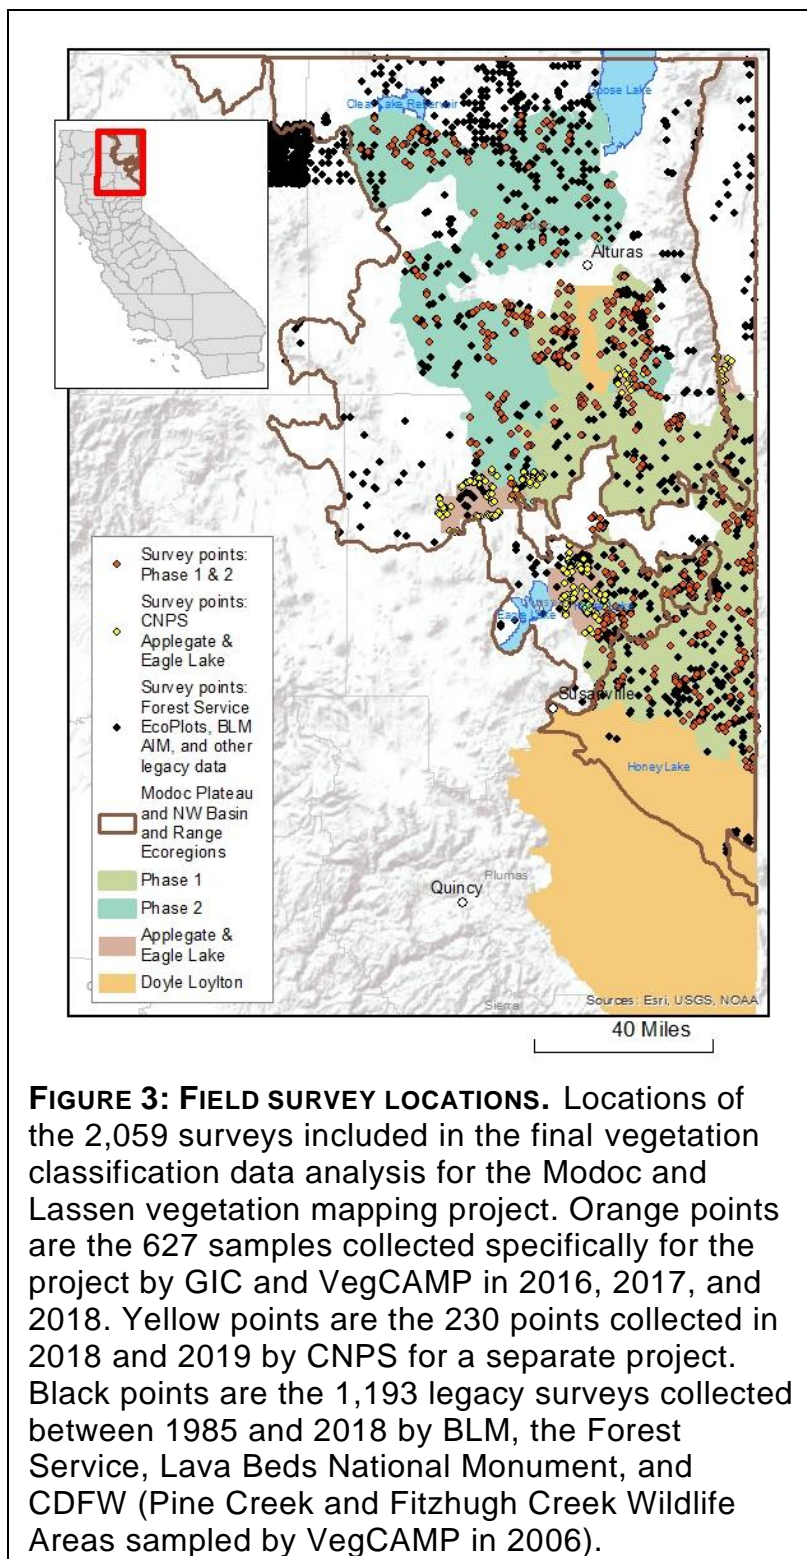 Clear Lake Reservoir
Goose Lake
Modoc
Alturas
Eagle Lake
Susanville
Honey Lake
Plumas
Quincy
Sierra
Survey points:
Phase 1 & 2
Survey points:
CNPS
Applegate &
Eagle Lake
Survey points:
Forest Service
EcoPlots, BLM
AIM, and other
legacy data
Modoc Plateau
and NW Basin
and Range
Ecoregions
Phase 1
Phase 2
Applegate &
Eagle Lake
Doyle Loylton
Sources: Esri, USGS, NOAA
40 Miles
FIGURE 3: FIELD SURVEY LOCATIONS. Locations of
the 2,059 surveys included in the final vegetation
classification data analysis for the Modoc and
Lassen vegetation mapping project. Orange points
are the 627 samples collected specifically for the
project by GIC and VegCAMP in 2016, 2017, and
2018. Yellow points are the 230 points collected in
2018 and 2019 by CNPS for a separate project.
Black points are the 1,193 legacy surveys collected
between 1985 and 2018 by BLM, the Forest
Service, Lava Beds National Monument, and
CDFW (Pine Creek and Fitzhugh Creek Wildlife
Areas sampled by VegCAMP in 2006).